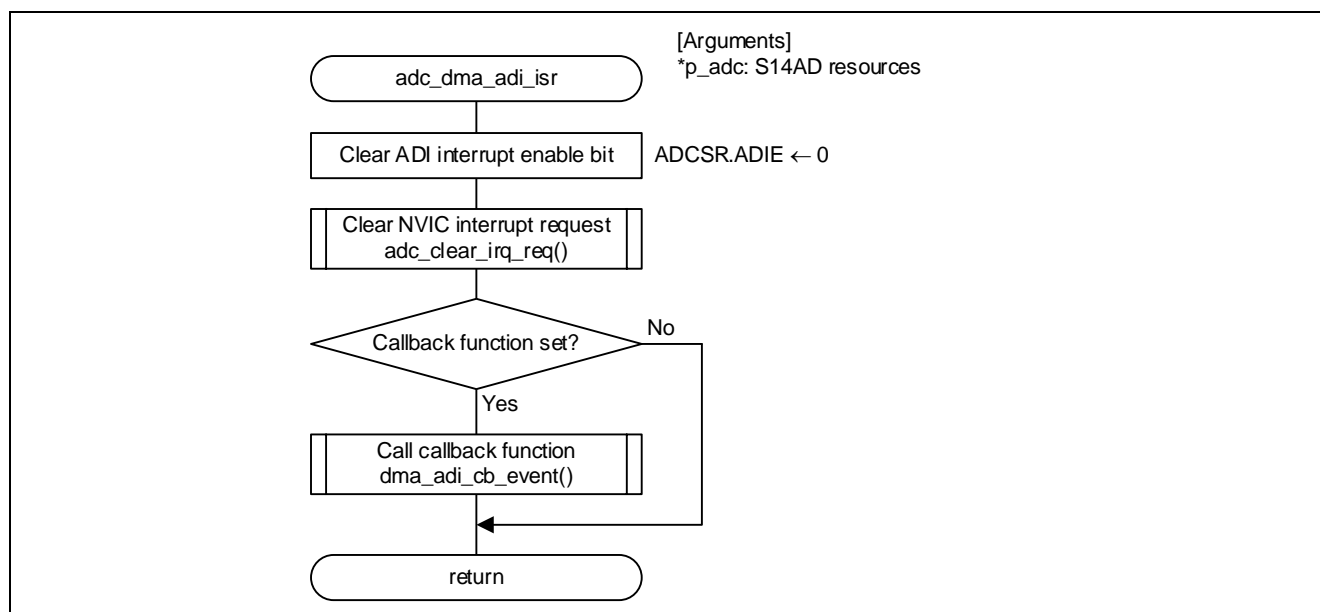 [Arguments]
*p_adc: S14AD resources
adc_dma_adi_isr
Clear ADI interrupt enable bit
ADCSR.ADIE ← 0
Clear NVIC interrupt request
adc_clear_irq_req()
Callback function set?
No
Yes
Call callback function
dma_adi_cb_event()
return